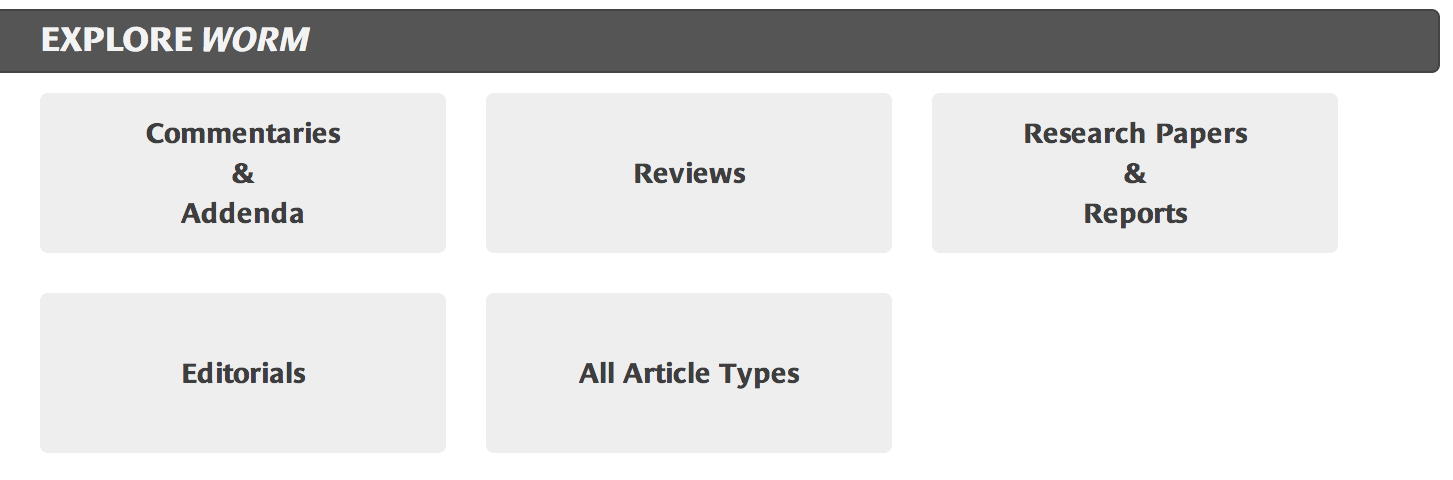 EXPLORE WORM
Commentaries
&
Addenda
Reviews
Research Papers
&
Reports
Editorials
All Article Types